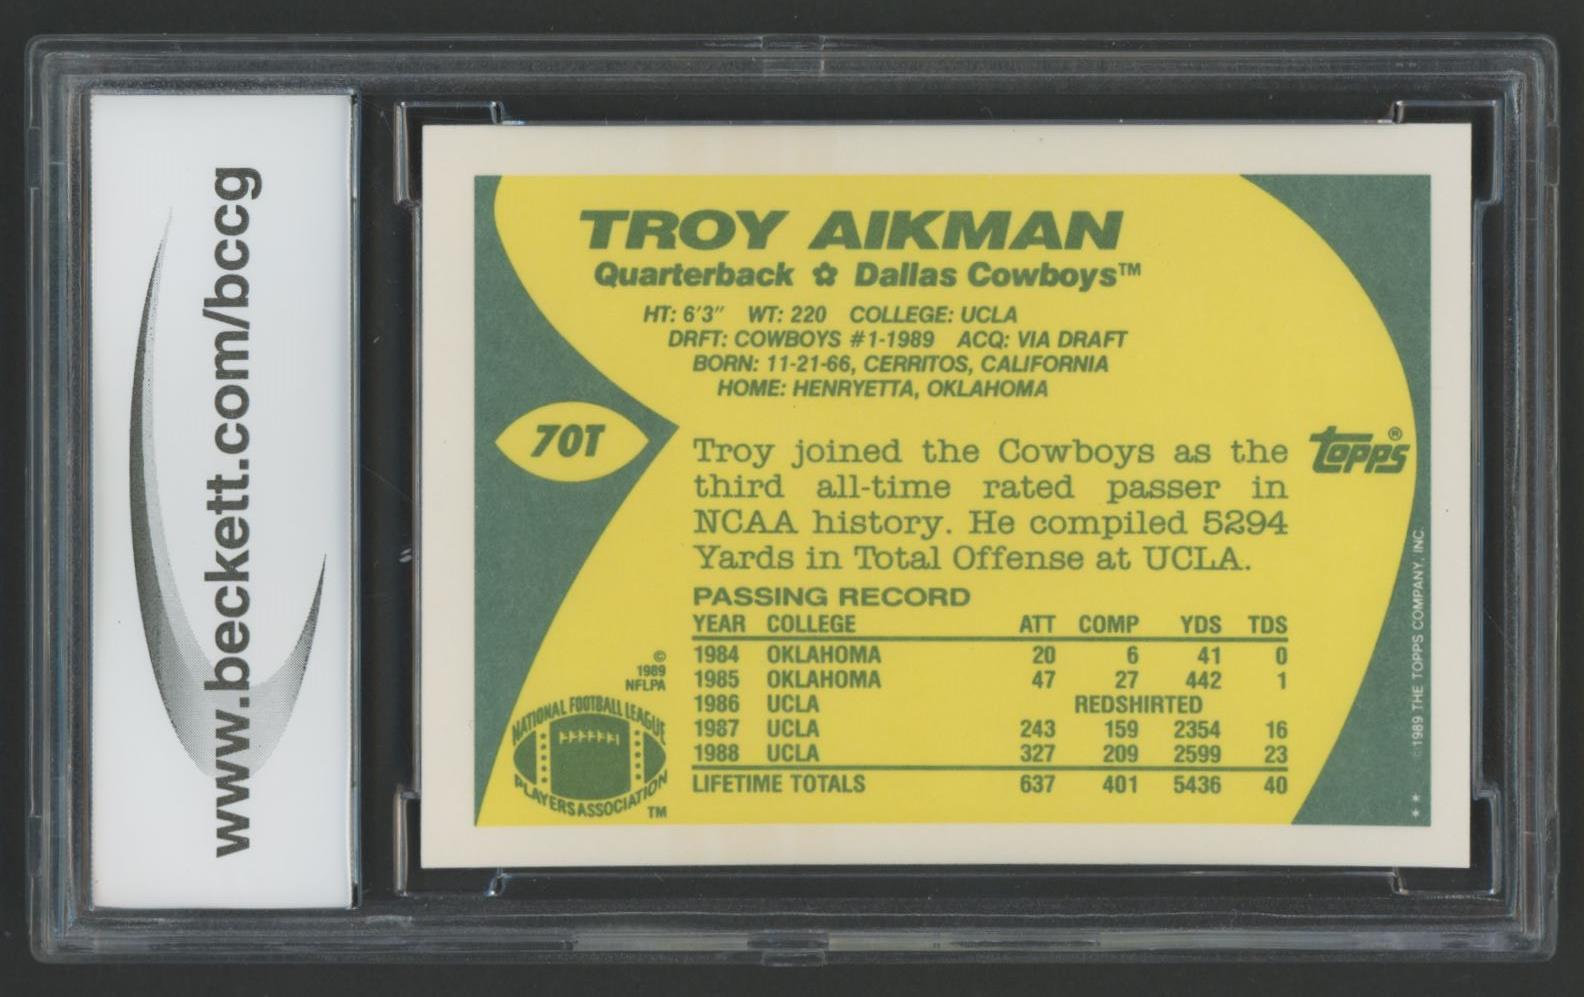 www.beckett.com/bccg
TROY AIKMAN
Quarterback ✿ Dallas Cowboys™
HT: 6'3" WT: 220 COLLEGE: UCLA
DRFT: COWBOYS #1-1989 ACQ: VIA DRAFT
BORN: 11-21-66, CERRITOS, CALIFORNIA
HOME: HENRYETTA, OKLAHOMA
70T
Troy joined the Cowboys as the
third all-time rated passer in
NCAA history. He compiled 5294
Yards in Total Offense at UCLA.
topps®
PASSING RECORD
YEAR COLLEGE ATT COMP YDS TDS
1984 OKLAHOMA 20 6 41 0
1985 OKLAHOMA 47 27 442 1
1986 UCLA REDSHIRTED
1987 UCLA 243 159 2354 16
1988 UCLA 327 209 2599 23
LIFETIME TOTALS 637 401 5436 40
©
1989
NFLPA
NATIONAL FOOTBALL LEAGUE
PLAYERS ASSOCIATION
TM
* * ©1989 THE TOPPS COMPANY, INC.